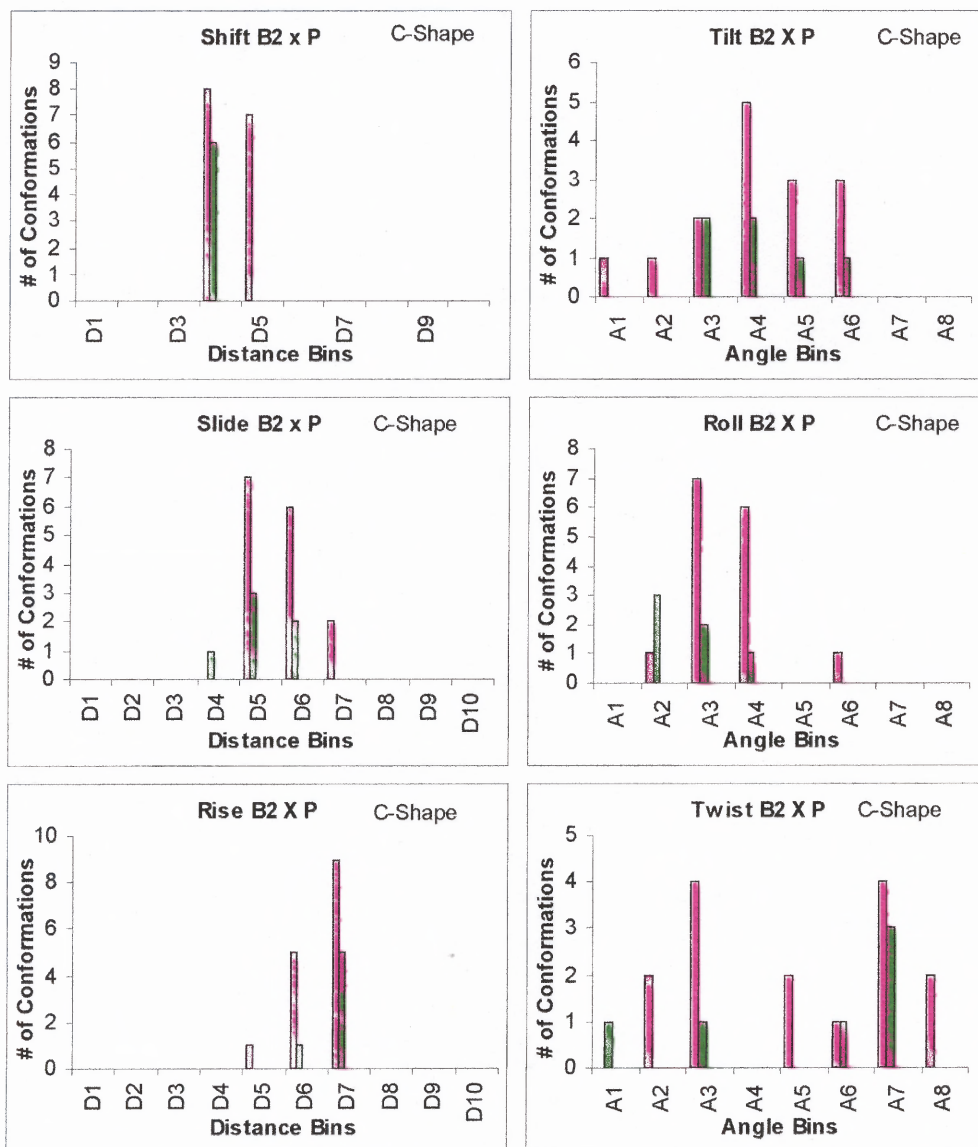 Shift B2 x P C-Shape
# of Conformations
9
8
7
6
5
4
3
2
1
0
D1
D3
D5
D7
D9
Distance Bins
Tilt B2 X P C-Shape
# of Conformations
6
5
4
3
2
1
0
A1
A2
A3
A4
A5
A6
A7
A8
Angle Bins
Slide B2 x P C-Shape
# of Conformations
8
7
6
5
4
3
2
1
0
D1
D2
D3
D4
D5
D6
D7
D8
D9
D10
Distance Bins
Roll B2 X P C-Shape
# of Conformations
8
7
6
5
4
3
2
1
0
A1
A2
A3
A4
A5
A6
A7
A8
Angle Bins
Rise B2 X P C-Shape
# of Conformations
10
8
6
4
2
0
D1
D2
D3
D4
D5
D6
D7
D8
D9
D10
Distance Bins
Twist B2 X P C-Shape
# of Conformations
5
4
3
2
1
0
A1
A2
A3
A4
A5
A6
A7
A8
Angle Bins